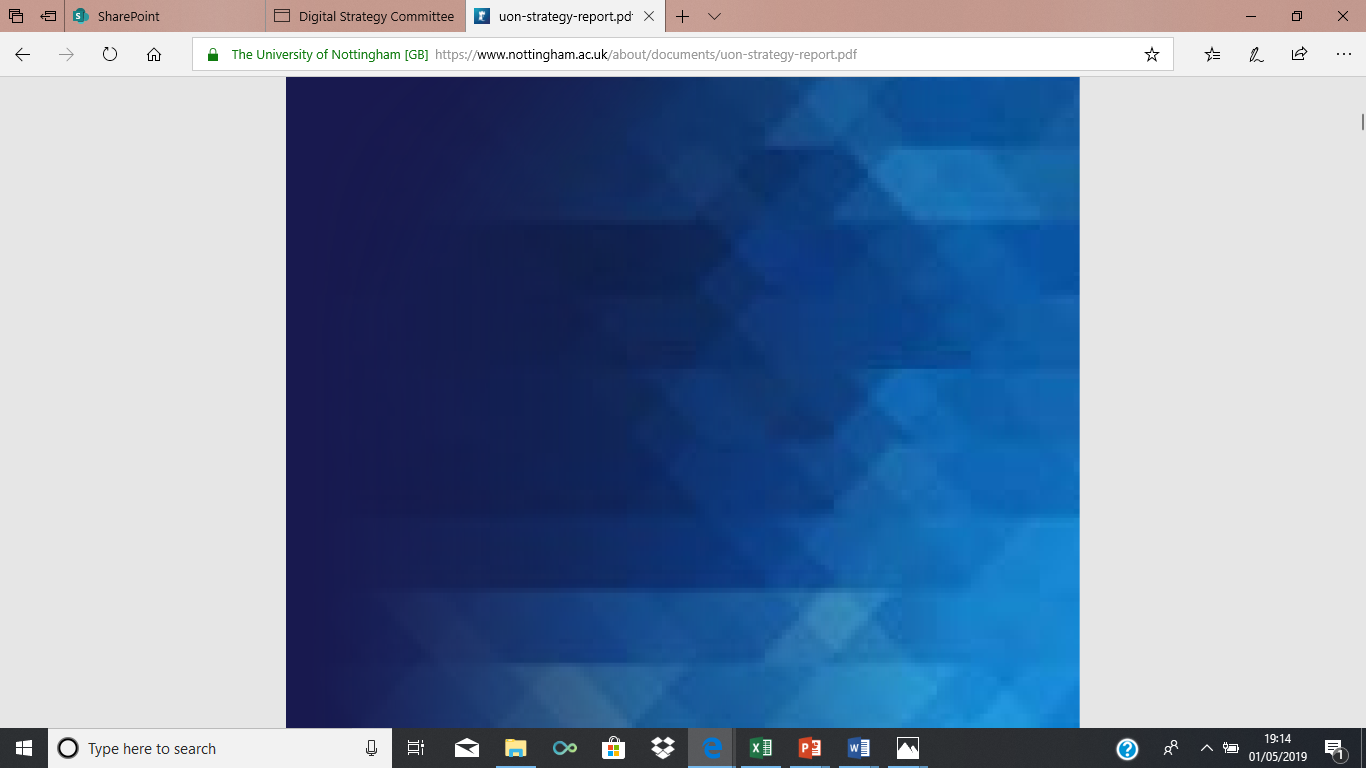 SharePoint
Digital Strategy Committee
uon-strategy-report.pdf
The University of Nottingham [GB] https://www.nottingham.ac.uk/about/documents/uon-strategy-report.pdf
Type here to search
19:14
01/05/2019
1